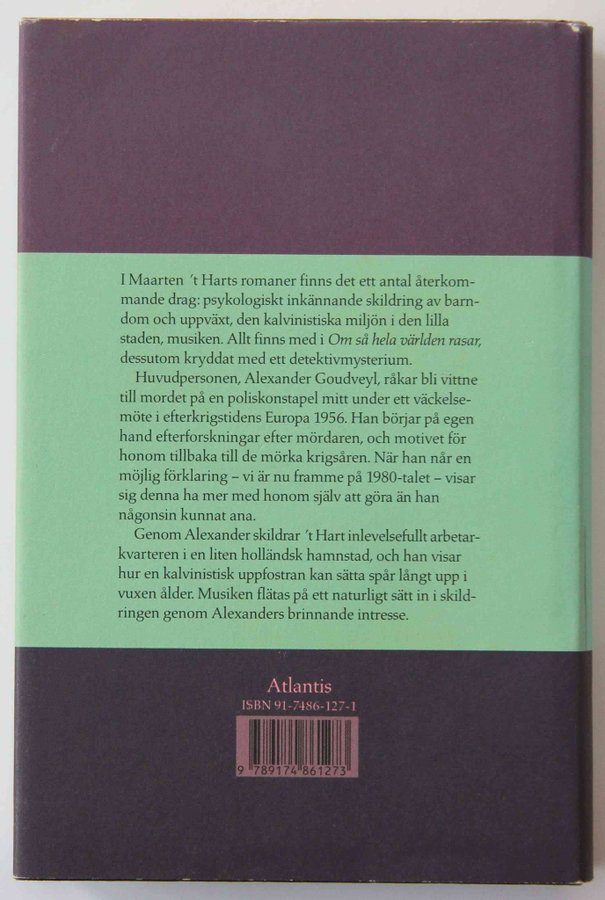 I Maarten ’t Harts romaner finns det ett antal återkom-
mande drag: psykologiskt inkännande skildring av barn-
dom och uppväxt, den kalvinistiska miljön i den lilla
staden, musiken. Allt finns med i Om så hela världen rasar,
dessutom kryddat med ett detektivmysterium.
Huvudpersonen, Alexander Goudveyl, råkar bli vittne
till mordet på en poliskonstapel mitt under ett väckelse-
möte i efterkrigstidens Europa 1956. Han börjar på egen
hand efterforskningar efter mördaren, och motivet för
honom tillbaka till de mörka krigsåren. När han når en
möjlig förklaring – vi är nu framme på 1980-talet – visar
sig denna ha mer med honom själv att göra än han
någonsin kunnat ana.
Genom Alexander skildrar ’t Hart inlevelsefullt arbetar-
kvarteren i en liten holländsk hamnstad, och han visar
hur en kalvinistisk uppfostran kan sätta spår långt upp i
vuxen ålder. Musiken flätas på ett naturligt sätt in i skild-
ringen genom Alexanders brinnande intresse.
Atlantis
ISBN 91-7486-127-1
9 789174 861273